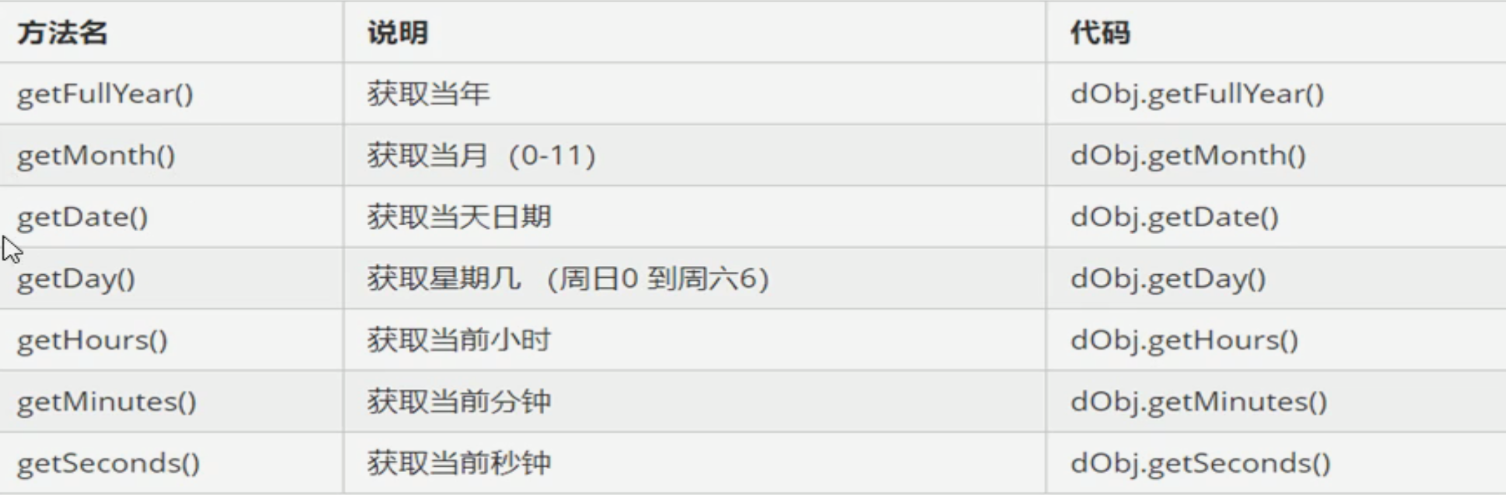 方法名 说明 代码
getFullYear() 获取当年 dObj.getFullYear()
getMonth() 获取当月（0-11） dObj.getMonth()
getDate() 获取当天日期 dObj.getDate()
getDay() 获取星期几 （周日0 到周六6） dObj.getDay()
getHours() 获取当前小时 dObj.getHours()
getMinutes() 获取当前分钟 dObj.getMinutes()
getSeconds() 获取当前秒钟 dObj.getSeconds()